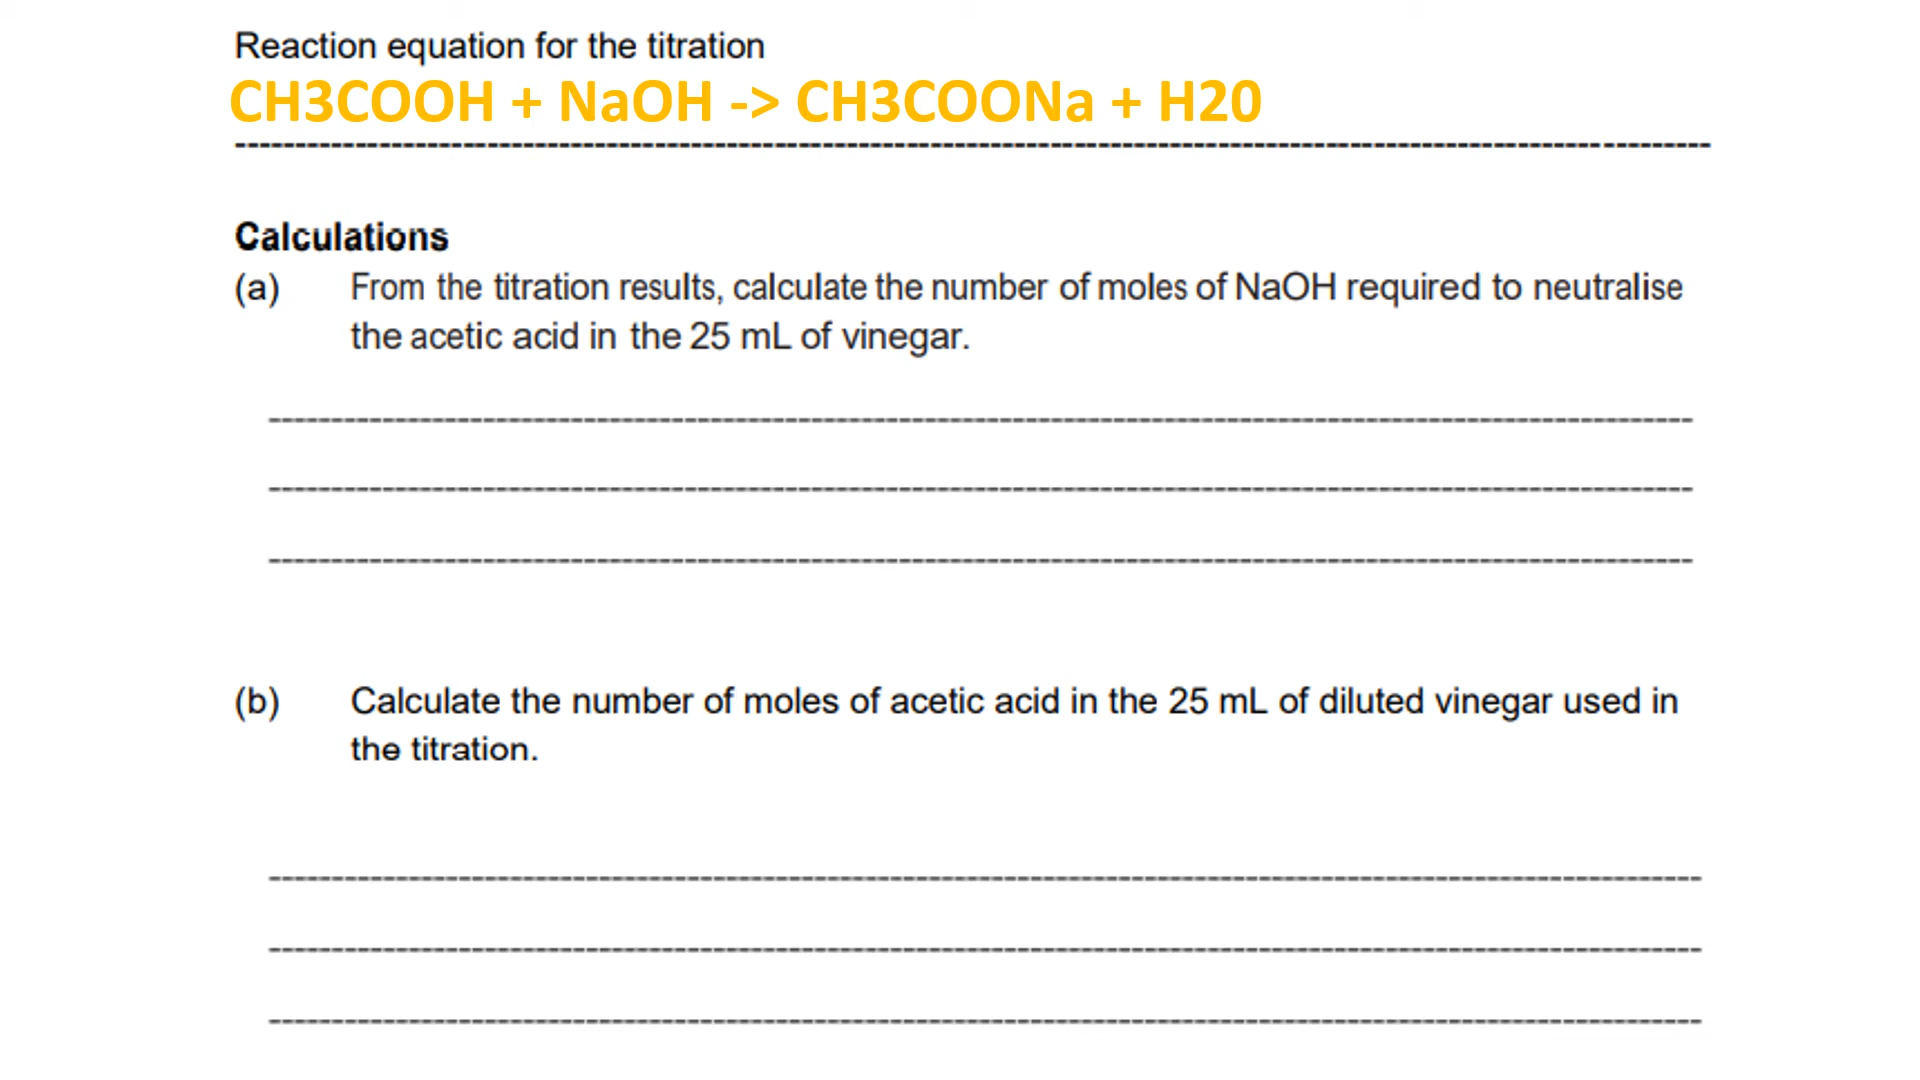 Reaction equation for the titration
CH3COOH + NaOH -> CH3COONa + H20
Calculations
(a) From the titration results, calculate the number of moles of NaOH required to neutralise
the acetic acid in the 25 mL of vinegar.
(b) Calculate the number of moles of acetic acid in the 25 mL of diluted vinegar used in
the titration.